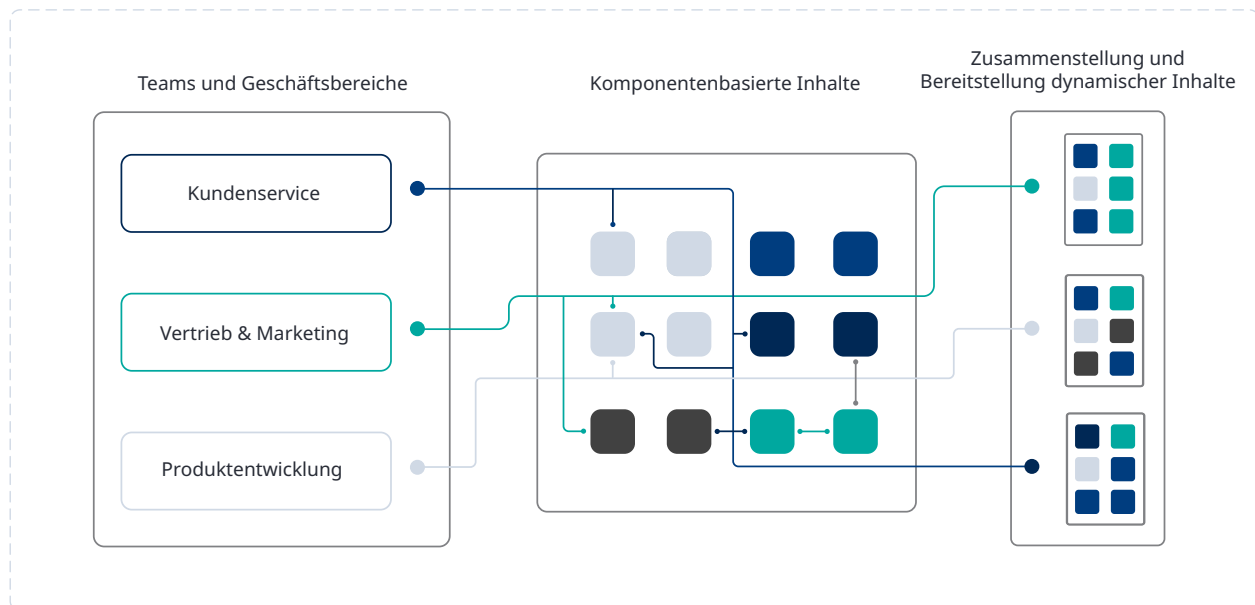 Teams und Geschäftsbereiche
Komponentenbasierte Inhalte
Zusammenstellung und
Bereitstellung dynamischer Inhalte
Kundenservice
Vertrieb & Marketing
Produktentwicklung